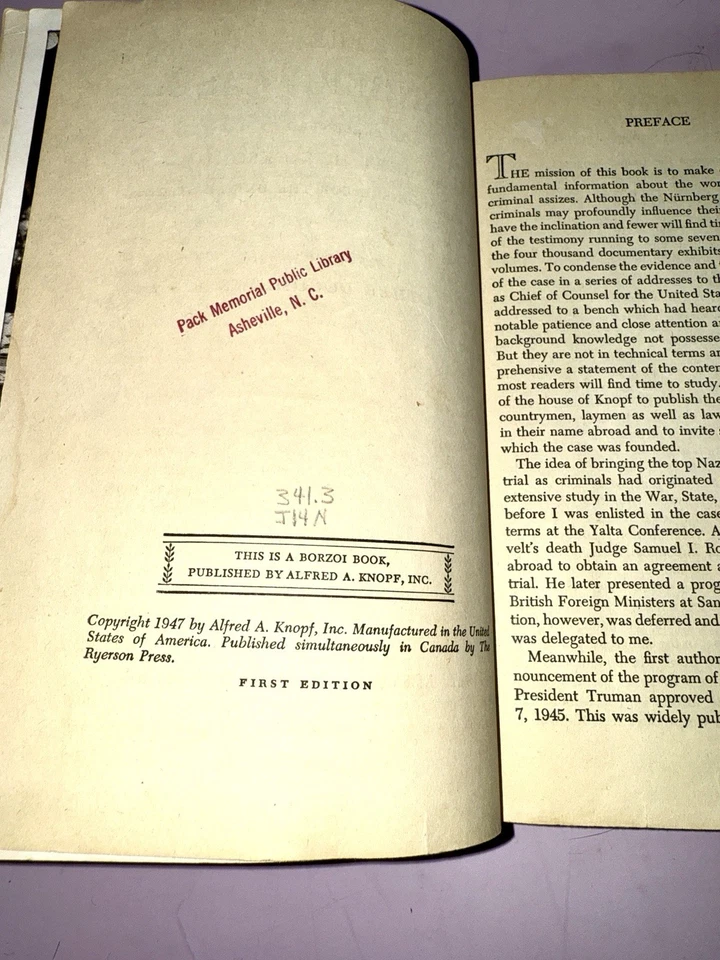 Pack Memorial Public Library
Asheville, N. C.
341.3
J14N
THIS IS A BORZOI BOOK,
PUBLISHED BY ALFRED A. KNOPF, INC.
Copyright 1947 by Alfred A. Knopf, Inc. Manufactured in the United
States of America. Published simultaneously in Canada by The
Ryerson Press.
FIRST EDITION
PREFACE
THE mission of this book is to make
fundamental information about the
criminal assizes. Although the Nürnberg
criminals may profoundly influence
have the inclination and fewer will find
of the testimony running to some
the four thousand documentary
volumes. To condense the evidence and
of the case in a series of addresses to
as Chief of Counsel for the United
addressed to a bench which had
notable patience and close attention
background knowledge not
But they are not in technical terms
prehensive a statement of the
most readers will find time to study.
of the house of Knopf to publish
countrymen, laymen as well as
in their name abroad and to invite
which the case was founded.
The idea of bringing the top
trial as criminals had originated
extensive study in the War, State,
before I was enlisted in the case
terms at the Yalta Conference.
velt's death Judge Samuel I.
abroad to obtain an agreement
trial. He later presented a
British Foreign Ministers at San
tion, however, was deferred and
was delegated to me.
Meanwhile, the first
nouncement of the program of
President Truman approved
7, 1945. This was widely